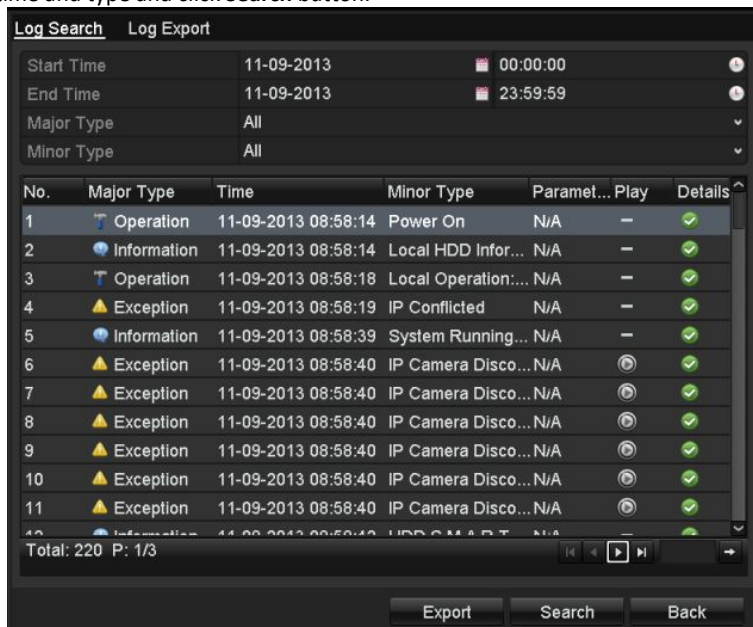 time and type and click Search button.
Log Search Log Export
Start Time 11-09-2013 00:00:00
End Time 11-09-2013 23:59:59
Major Type All
Minor Type All
No. Major Type Time Minor Type Paramet... Play Details
1 Operation 11-09-2013 08:58:14 Power On N/A —
2 Information 11-09-2013 08:58:14 Local HDD Infor... N/A —
3 Operation 11-09-2013 08:58:18 Local Operation:... N/A —
4 Exception 11-09-2013 08:58:19 IP Conflicted N/A —
5 Information 11-09-2013 08:58:39 System Running... N/A —
6 Exception 11-09-2013 08:58:40 IP Camera Disco... N/A
7 Exception 11-09-2013 08:58:40 IP Camera Disco... N/A
8 Exception 11-09-2013 08:58:40 IP Camera Disco... N/A
9 Exception 11-09-2013 08:58:40 IP Camera Disco... N/A
10 Exception 11-09-2013 08:58:40 IP Camera Disco... N/A
11 Exception 11-09-2013 08:58:40 IP Camera Disco... N/A
Total: 220 P: 1/3
Export Search Back